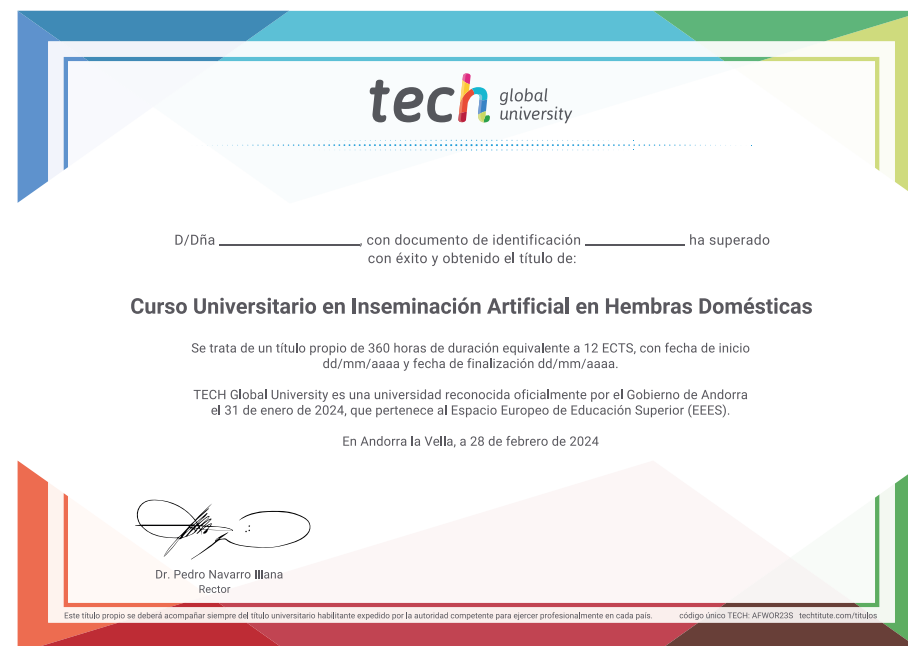 tech global university
D/Dña ______________, con documento de identificación __________ ha superado
con éxito y obtenido el título de:
Curso Universitario en Inseminación Artificial en Hembras Domésticas
Se trata de un título propio de 360 horas de duración equivalente a 12 ECTS, con fecha de inicio
dd/mm/aaaa y fecha de finalización dd/mm/aaaa.
TECH Global University es una universidad reconocida oficialmente por el Gobierno de Andorra
el 31 de enero de 2024, que pertenece al Espacio Europeo de Educación Superior (EEES).
En Andorra la Vella, a 28 de febrero de 2024
Dr. Pedro Navarro Illana
Rector
Este título propio se deberá acompañar siempre del título universitario habilitante expedido por la autoridad competente para ejercer profesionalmente en cada país. código único TECH: AFWOR23S techtitute.com/titulos